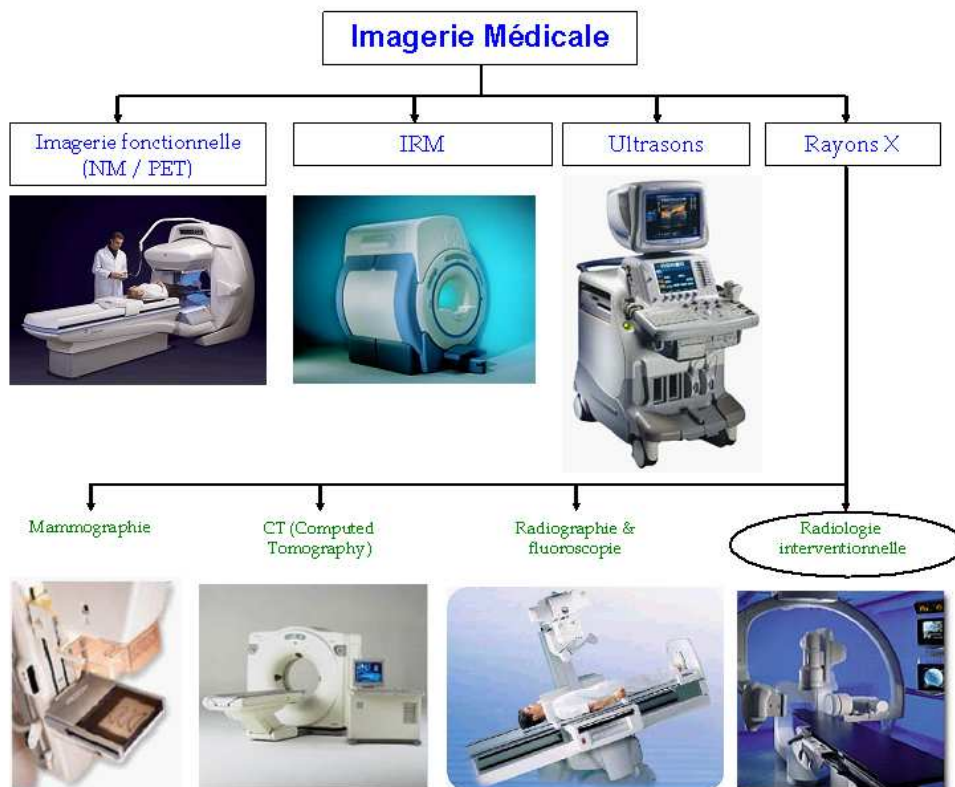 Imagerie Médicale
Imagerie fonctionnelle
(NM / PET)
IRM
Ultrasons
Rayons X
Mammographie
CT (Computed
Tomography)
Radiographie &
fluoroscopie
Radiologie
interventionnelle